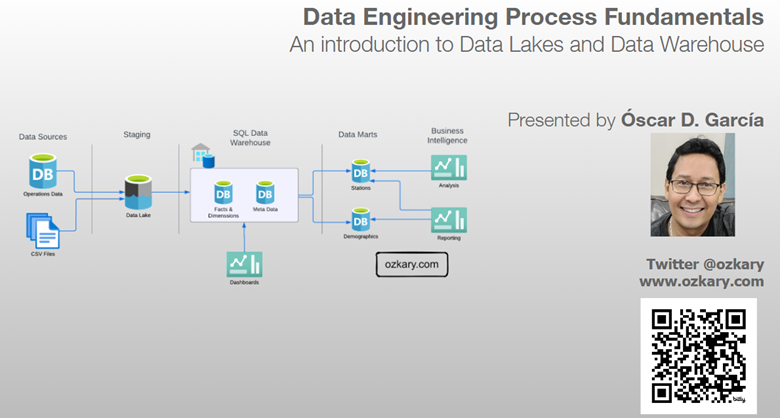 Data Engineering Process Fundamentals
An introduction to Data Lakes and Data Warehouse
Presented by Óscar D. García
Data Sources
Staging
SQL Data
Warehouse
Data Marts
Business
Intelligence
DB
Operations Data
CSV Files
Data Lake
DB
Facts &
Dimensions
DB
Meta Data
Dashboards
DB
Stations
DB
Demographics
Analysis
Reporting
ozkary.com
Twitter @ozkary
www.ozkary.com
bitly